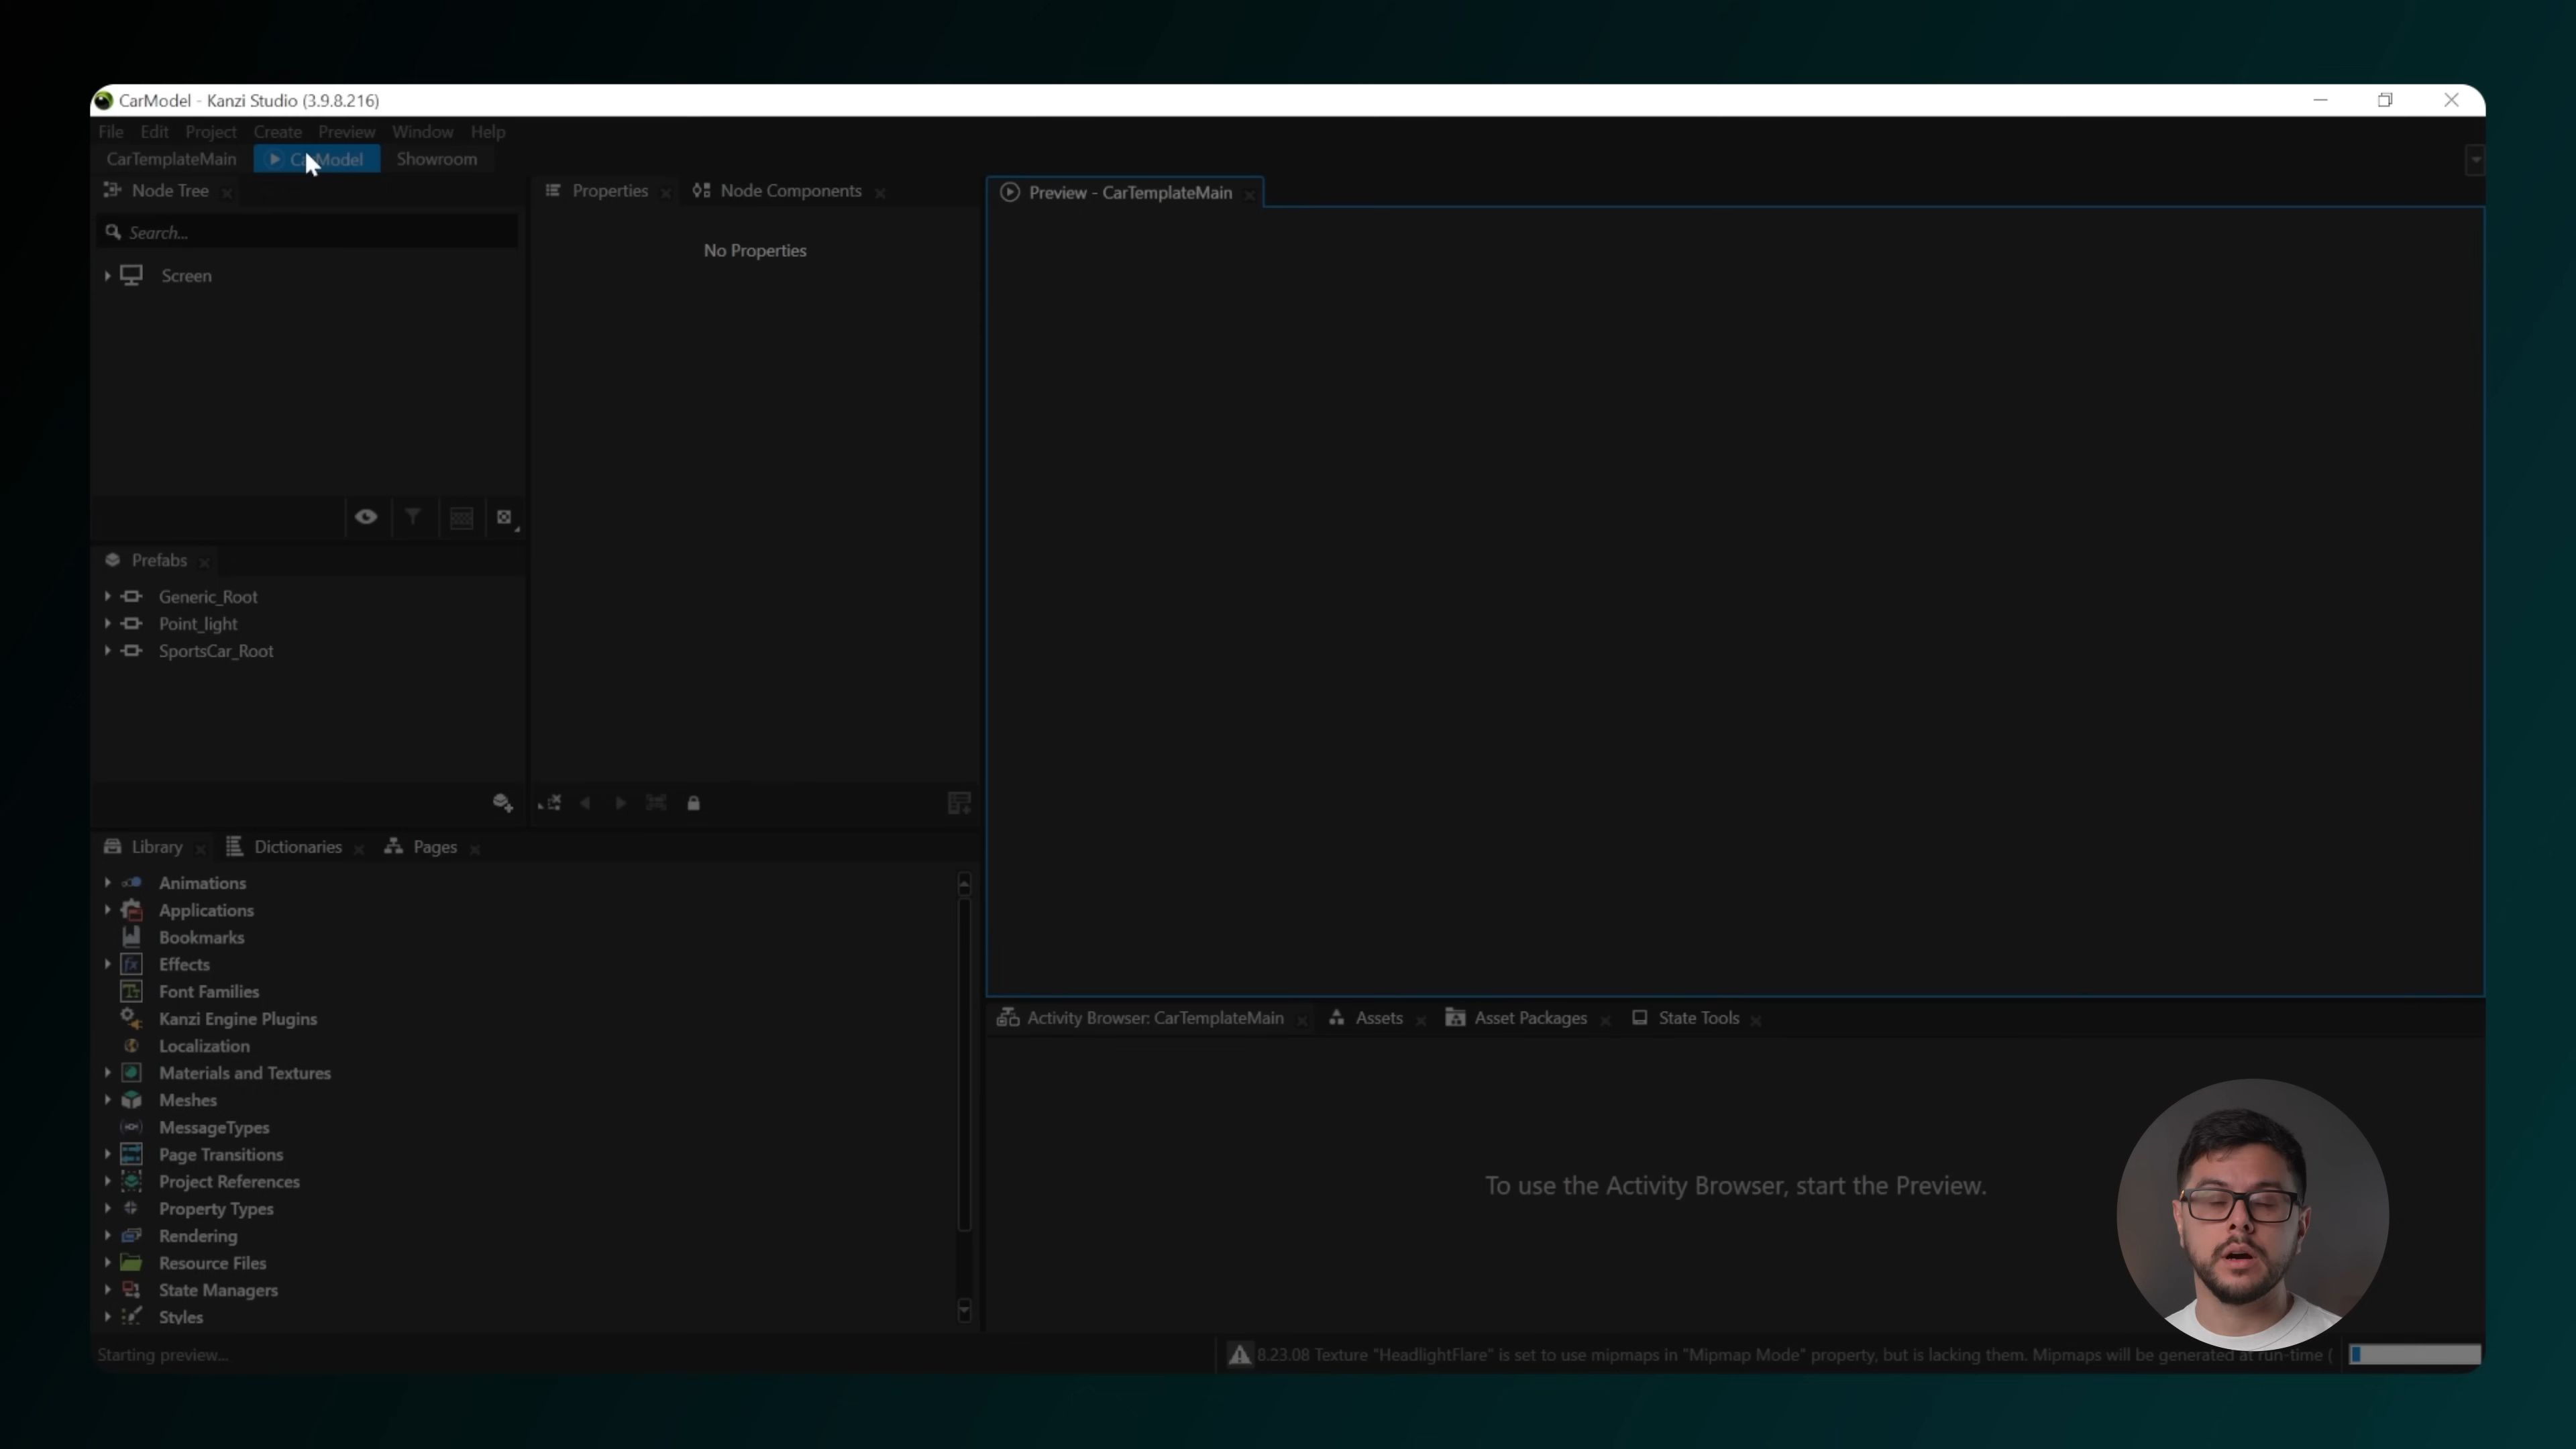 CarModel - Kanzi Studio (3.9.8.216)
File Edit Project Create Preview Window Help
CarTemplateMain CarModel Showroom
Node Tree
Search...
Screen
Properties Node Components
No Properties
Preview - CarTemplateMain
Prefabs
Generic_Root
Point_light
SportsCar_Root
Library Dictionaries Pages
Animations
Applications
Bookmarks
Effects
Font Families
Kanzi Engine Plugins
Localization
Materials and Textures
Meshes
MessageTypes
Page Transitions
Project References
Property Types
Rendering
Resource Files
State Managers
Styles
Activity Browser: CarTemplateMain Assets Asset Packages State Tools
To use the Activity Browser, start the Preview.
Starting preview...
8.23.08 Texture "HeadlightFlare" is set to use mipmaps in "Mipmap Mode" property, but is lacking them. Mipmaps will be generated at run-time (